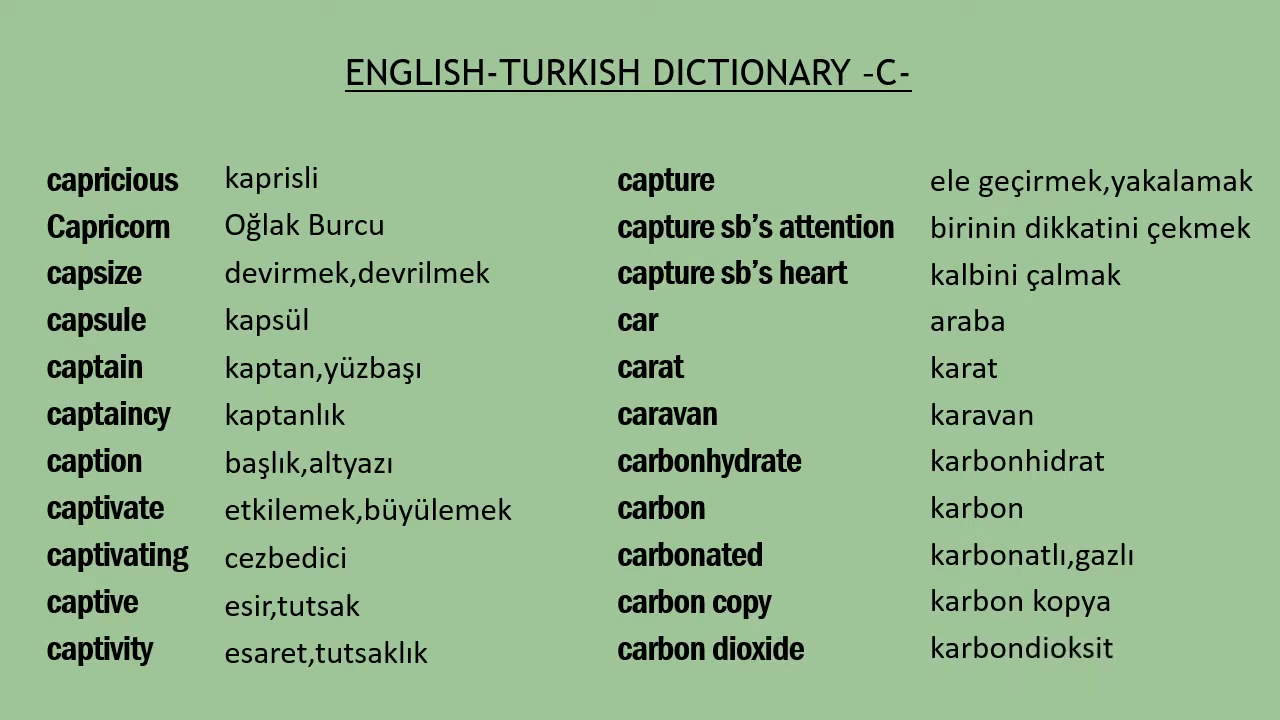 ENGLISH-TURKISH DICTIONARY –C-
capricious kaprisli
Capricorn Oğlak Burcu
capsize devirmek,devrilmek
capsule kapsül
captain kaptan,yüzbaşı
captaincy kaptanlık
caption başlık,altyazı
captivate etkilemek,büyülemek
captivating cezbedici
captive esir,tutsak
captivity esaret,tutsaklık
capture ele geçirmek,yakalamak
capture sb’s attention birinin dikkatini çekmek
capture sb’s heart kalbini çalmak
car araba
carat karat
caravan karavan
carbonhydrate karbonhidrat
carbon karbon
carbonated karbonatlı,gazlı
carbon copy karbon kopya
carbon dioxide karbondioksit